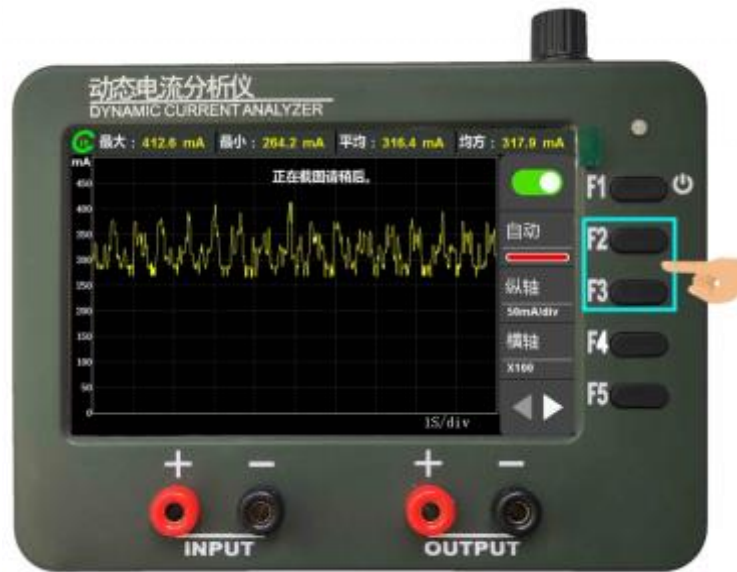 动态电流分析仪
DYNAMIC CURRENT ANALYZER
最大：412.6 mA 最小：264.2 mA 平均：316.4 mA 均方：317.9 mA
mA
正在截图请稍后。
450
400
350
300
250
200
150
100
50
0
1S/div
自动
纵轴
50mA/div
横轴
X100
F1
F2
F3
F4
F5
+ − + −
INPUT OUTPUT